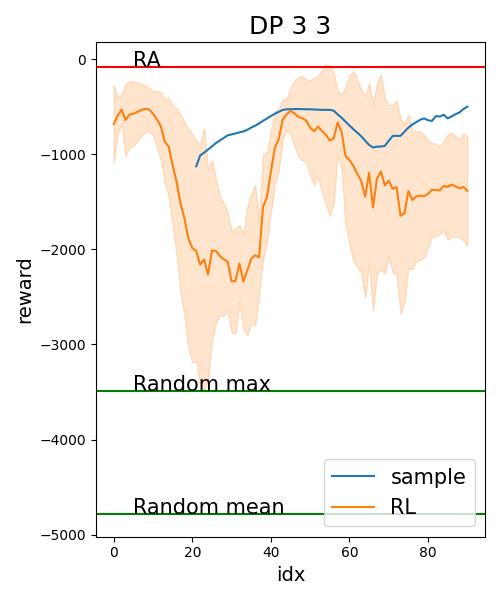 DP 3 3
0
RA
−1000
−2000
−3000
Random max
−4000
Random mean
−5000
reward
sample
RL
0
20
40
60
80
idx